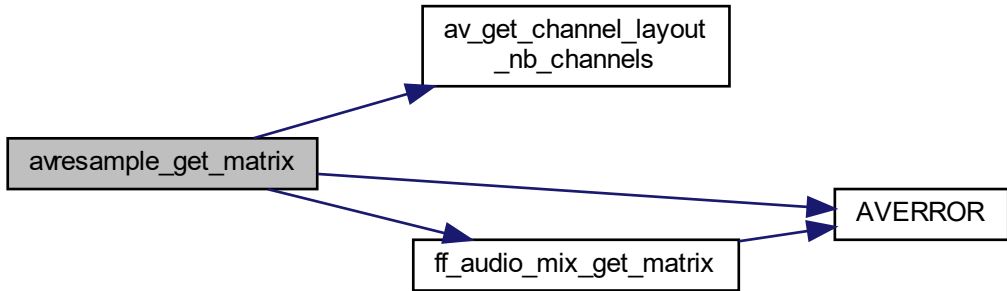 av_get_channel_layout
_nb_channels
avresample_get_matrix
AVERROR
ff_audio_mix_get_matrix